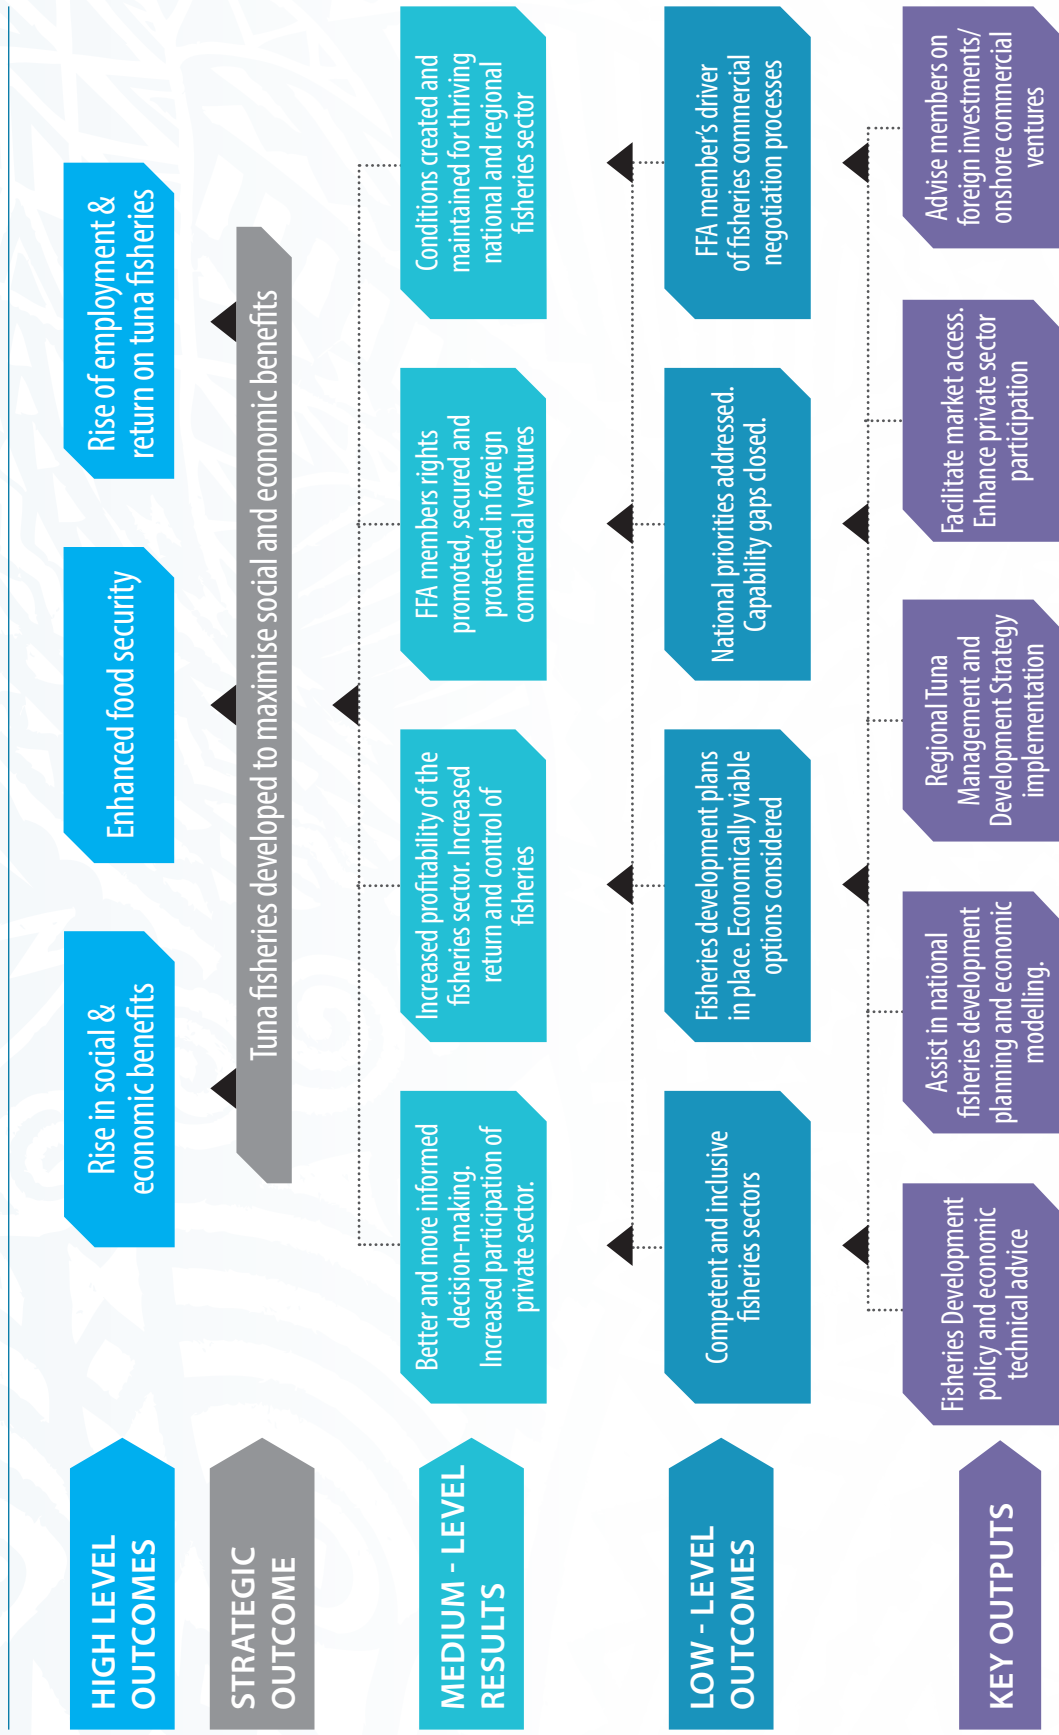 HIGH LEVEL
OUTCOMES
Rise in social &
economic benefits
Enhanced food security
Rise of employment &
return on tuna fisheries
STRATEGIC
OUTCOME
Tuna fisheries developed to maximise social and economic benefits
MEDIUM - LEVEL
RESULTS
Better and more informed
decision-making.
Increased participation of
private sector.
Increased profitability of the
fisheries sector. Increased
return and control of
fisheries
FFA members rights
promoted, secured and
protected in foreign
commercial ventures
Conditions created and
maintained for thriving
national and regional
fisheries sector
LOW - LEVEL
OUTCOMES
Competent and inclusive
fisheries sectors
Fisheries development plans
in place. Economically viable
options considered
National priorities addressed.
Capability gaps closed.
FFA member's driver
of fisheries commercial
negotiation processes
KEY OUTPUTS
Fisheries Development
policy and economic
technical advice
Assist in national
fisheries development
planning and economic
modelling.
Regional Tuna
Management and
Development Strategy
implementation
Facilitate market access.
Enhance private sector
participation
Advise members on
foreign investments/
onshore commercial
ventures